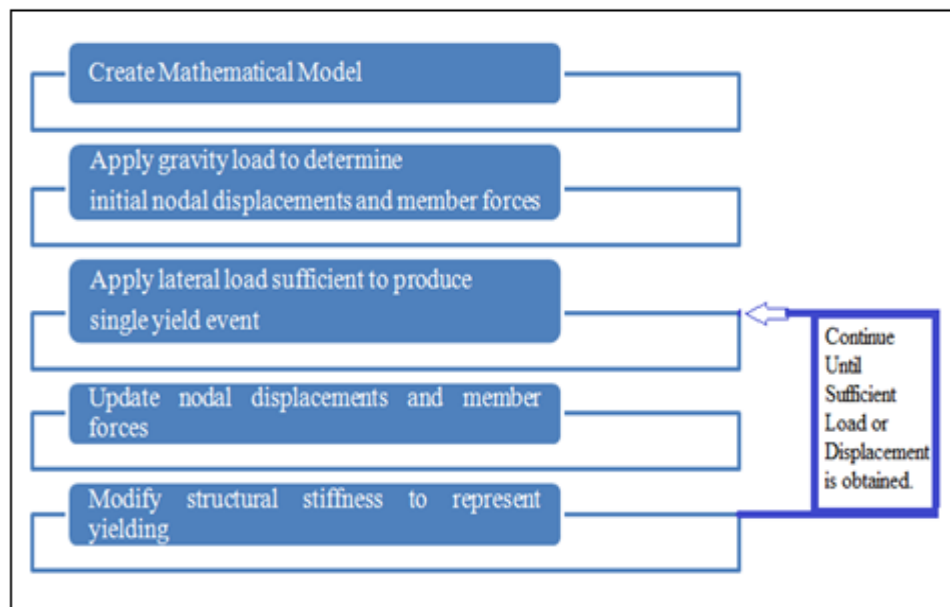 Create Mathematical Model
Apply gravity load to determine
initial nodal displacements and member forces
Apply lateral load sufficient to produce
single yield event
Update nodal displacements and member
forces
Modify structural stiffness to represent
yielding
Continue
Until
Sufficient
Load or
Displacement
is obtained.